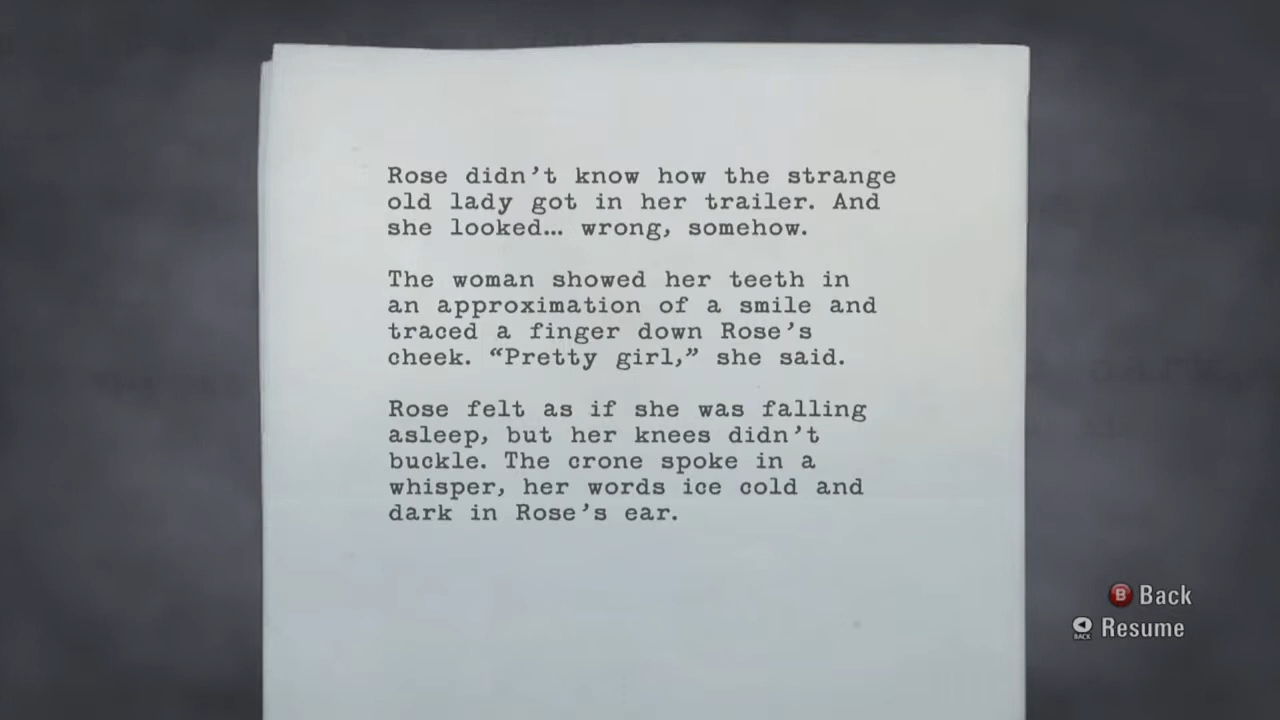 Rose didn’t know how the strange
old lady got in her trailer. And
she looked… wrong, somehow.
The woman showed her teeth in
an approximation of a smile and
traced a finger down Rose’s
cheek. “Pretty girl,” she said.
Rose felt as if she was falling
asleep, but her knees didn’t
buckle. The crone spoke in a
whisper, her words ice cold and
dark in Rose’s ear.
B Back
BACK Resume